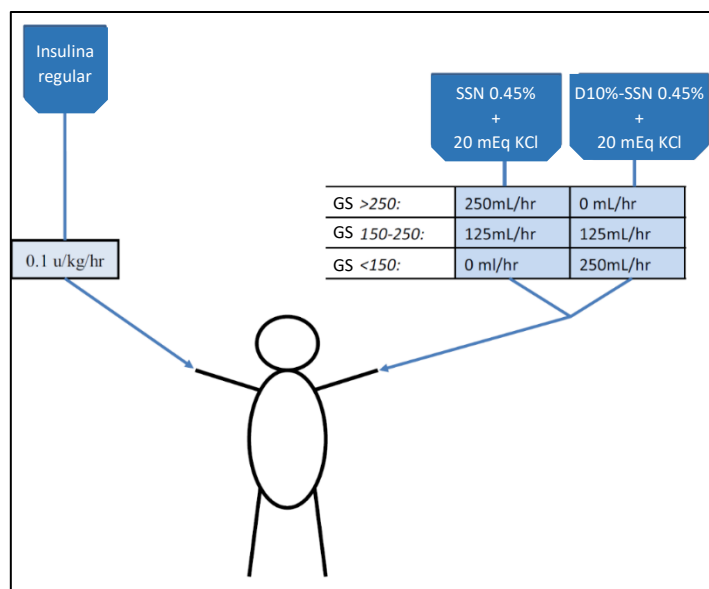 Insulina
regular
SSN 0.45%
+
20 mEq KCl
D10%-SSN 0.45%
+
20 mEq KCl
GS >250: 250mL/hr 0 mL/hr
GS 150-250: 125mL/hr 125mL/hr
GS <150: 0 ml/hr 250mL/hr
0.1 u/kg/hr